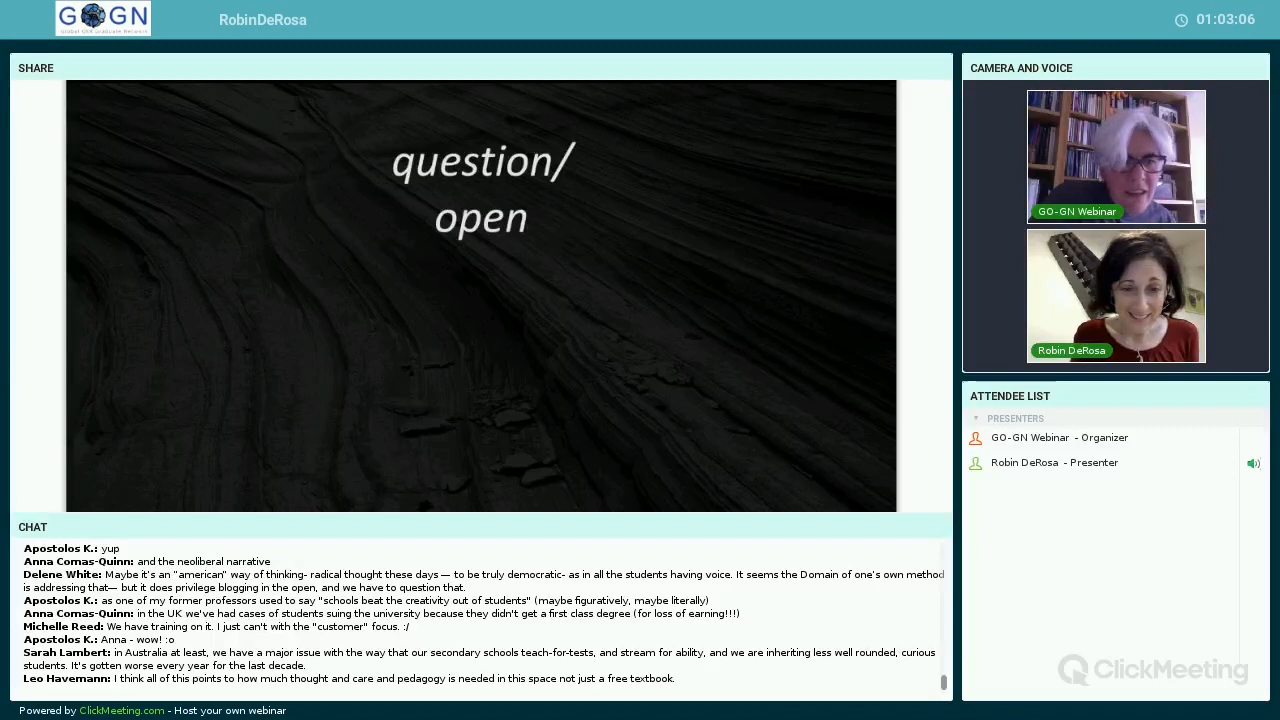 GO GN
Global OER Graduate Network
RobinDeRosa
01:03:06
SHARE
question/
open
CAMERA AND VOICE
GO-GN Webinar
Robin DeRosa
ATTENDEE LIST
PRESENTERS
GO-GN Webinar - Organizer
Robin DeRosa - Presenter
CHAT
Apostolos K.: yup
Anna Comas-Quinn: and the neoliberal narrative
Delene White: Maybe it's an "american" way of thinking- radical thought these days — to be truly democratic- as in all the students having voice. It seems the Domain of one's own method
is addressing that— but it does privilege blogging in the open, and we have to question that.
Apostolos K.: as one of my former professors used to say "schools beat the creativity out of students" (maybe figuratively, maybe literally)
Anna Comas-Quinn: in the UK we've had cases of students suing the university because they didn't get a first class degree (for loss of earning!!!)
Michelle Reed: We have training on it. I just can't with the "customer" focus. :/
Apostolos K.: Anna - wow! :o
Sarah Lambert: in Australia at least, we have a major issue with the way that our secondary schools teach-for-tests, and stream for ability, and we are inheriting less well rounded, curious
students. It's gotten worse every year for the last decade.
Leo Havemann: I think all of this points to how much thought and care and pedagogy is needed in this space not just a free textbook.
ClickMeeting
Powered by ClickMeeting.com - Host your own webinar